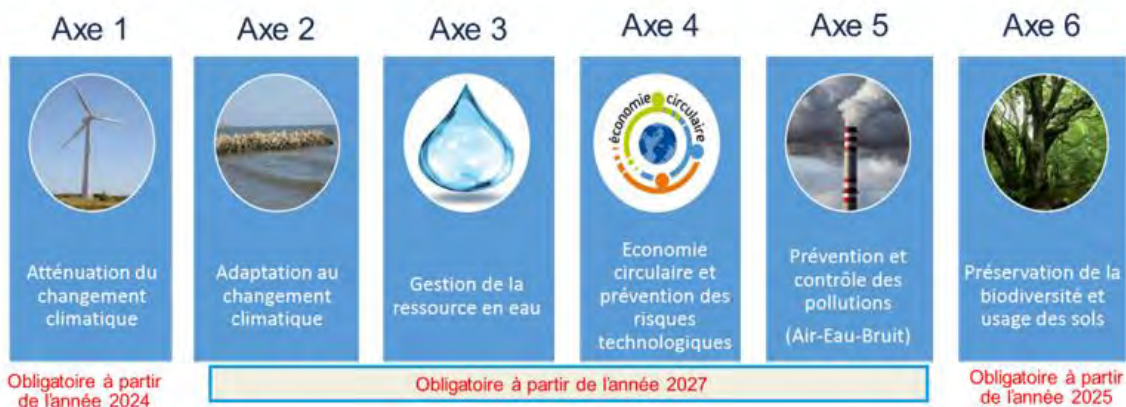 Axe 1
Axe 2
Axe 3
Axe 4
Axe 5
Axe 6
économie circulaire
Atténuation du
changement
climatique
Adaptation au
changement
climatique
Gestion de la
ressource en eau
Economie
circulaire et
prévention des
risques
technologiques
Prévention et
contrôle des
pollutions
(Air-Eau-Bruit)
Préservation de la
biodiversité et
usage des sols
Obligatoire à partir
de l'année 2024
Obligatoire à partir de l'année 2027
Obligatoire à partir
de l'année 2025